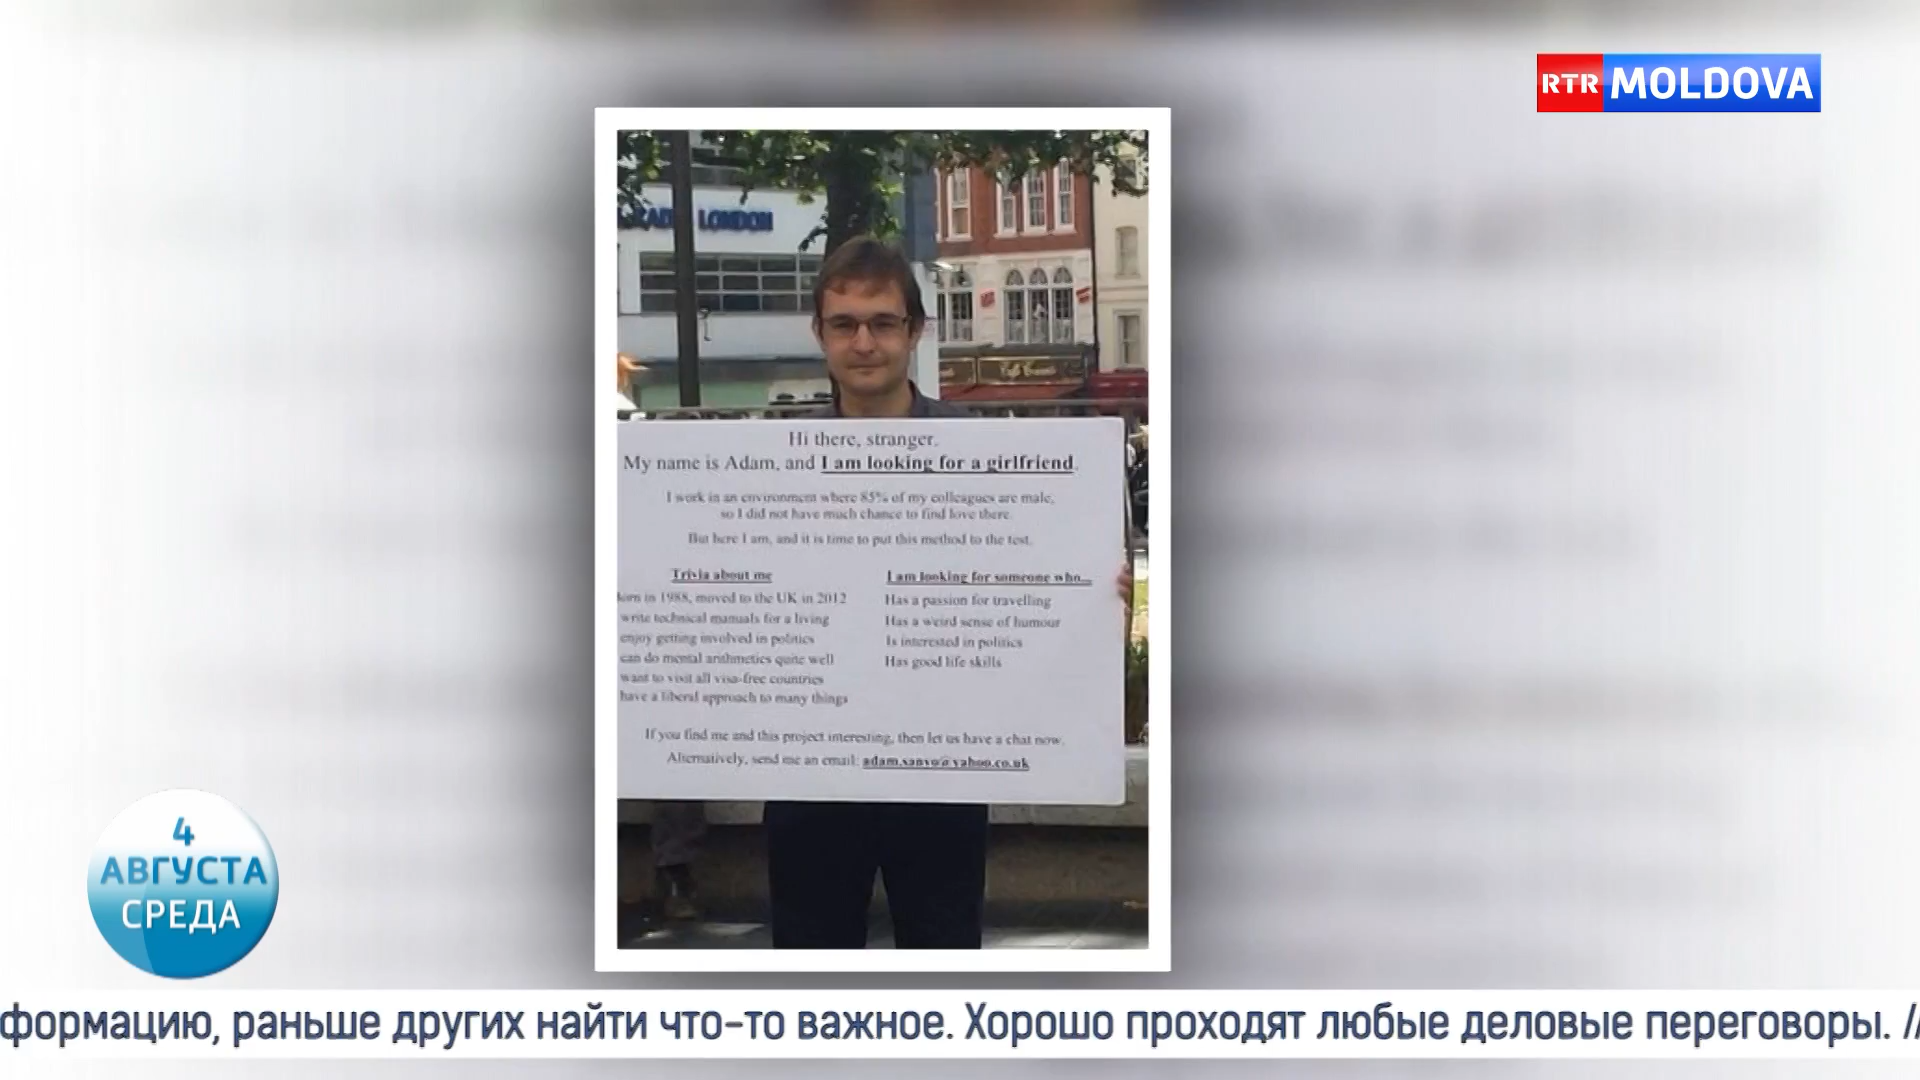 RTR MOLDOVA
LONDON
Hi there, stranger.
My name is Adam, and I am looking for a girlfriend.
I work in an environment where 85% of my colleagues are male,
so I did not have much chance to find love there.
But here I am, and it is time to put this method to the test.
Trivia about me
born in 1988, moved to the UK in 2012
write technical manuals for a living
enjoy getting involved in politics
can do mental arithmetics quite well
want to visit all visa-free countries
have a liberal approach to many things
I am looking for someone who...
Has a passion for travelling
Has a weird sense of humour
Is interested in politics
Has good life skills
If you find me and this project interesting, then let us have a chat now.
Alternatively, send me an email: adam.sanyo@yahoo.co.uk
4
АВГУСТА
СРЕДА
формацию, раньше других найти что-то важное. Хорошо проходят любые деловые переговоры. //